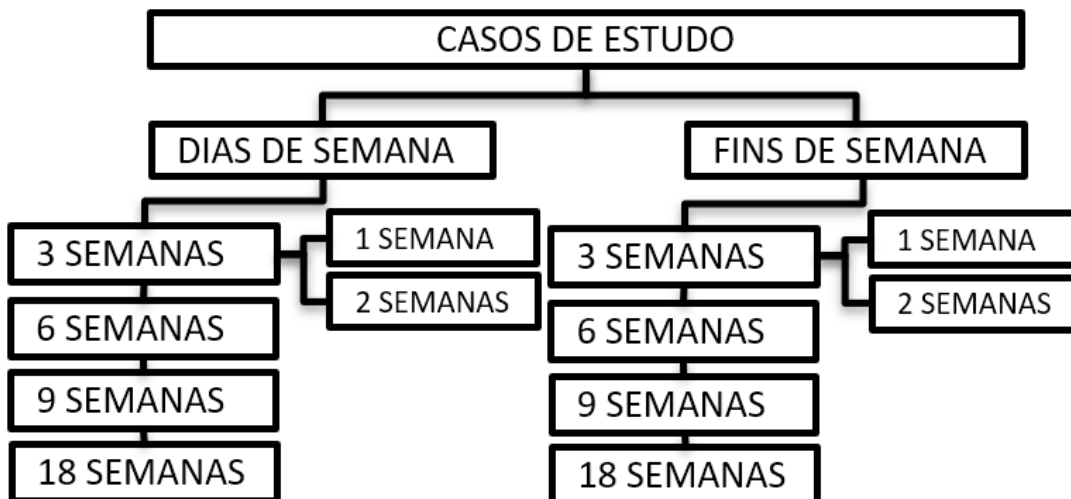 CASOS DE ESTUDO
DIAS DE SEMANA
FINS DE SEMANA
3 SEMANAS
1 SEMANA
2 SEMANAS
6 SEMANAS
9 SEMANAS
18 SEMANAS
3 SEMANAS
1 SEMANA
2 SEMANAS
6 SEMANAS
9 SEMANAS
18 SEMANAS